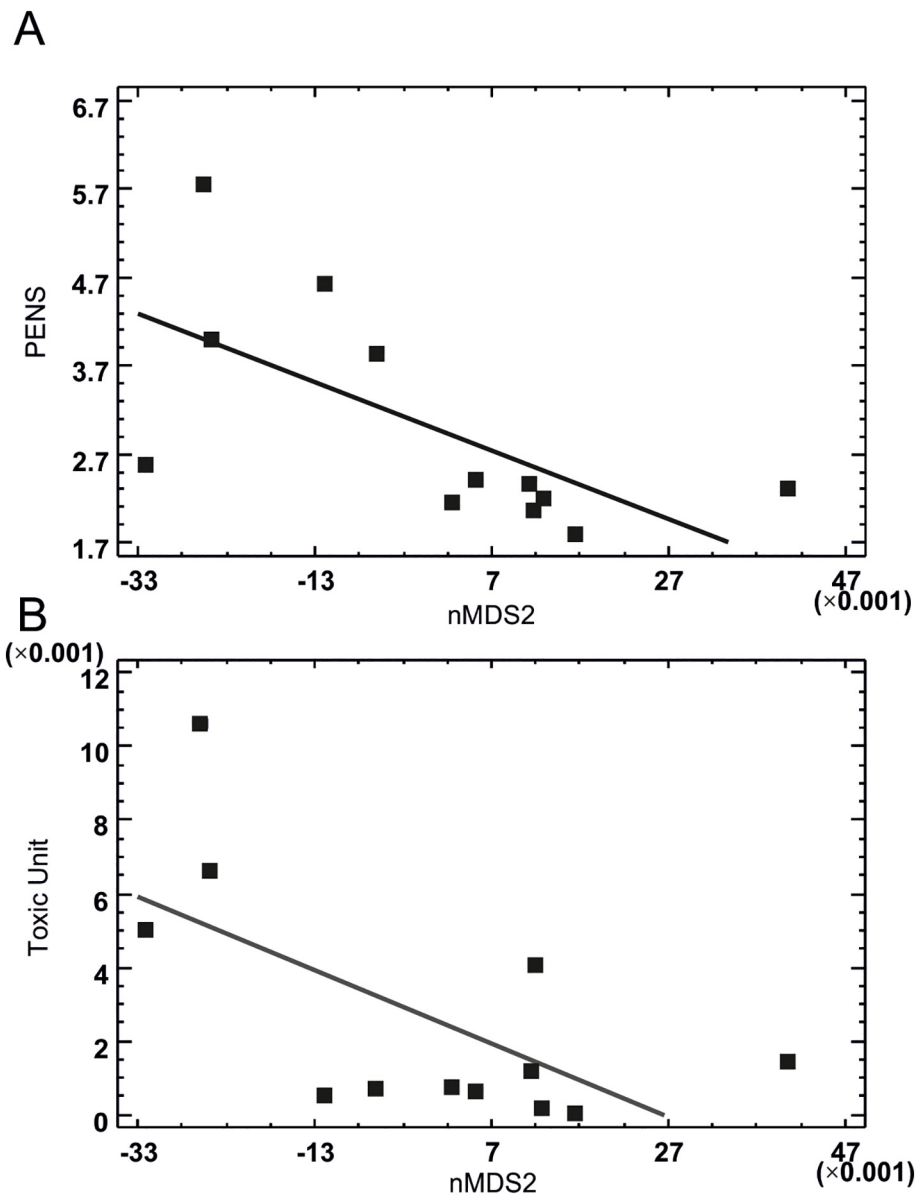 A
6.7
5.7
4.7
3.7
2.7
1.7
PENS
-33 -13 7 27 47
(×0.001)
nMDS2
B
(×0.001)
12
10
8
6
4
2
0
Toxic Unit
-33 -13 7 27 47
(×0.001)
nMDS2